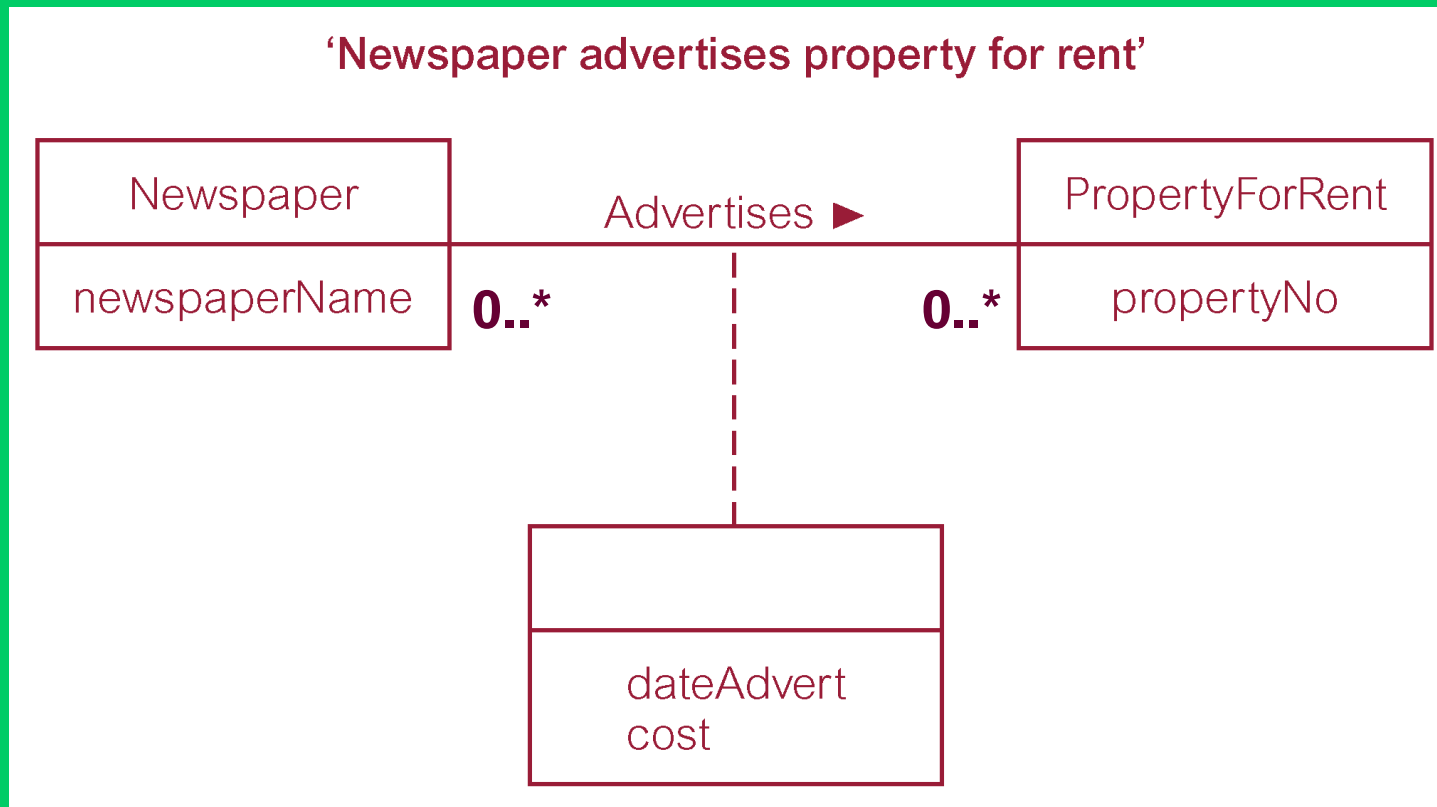 ‘Newspaper advertises property for rent’
Newspaper
Advertises ►
PropertyForRent
newspaperName
0..*
0..*
propertyNo
dateAdvert
cost